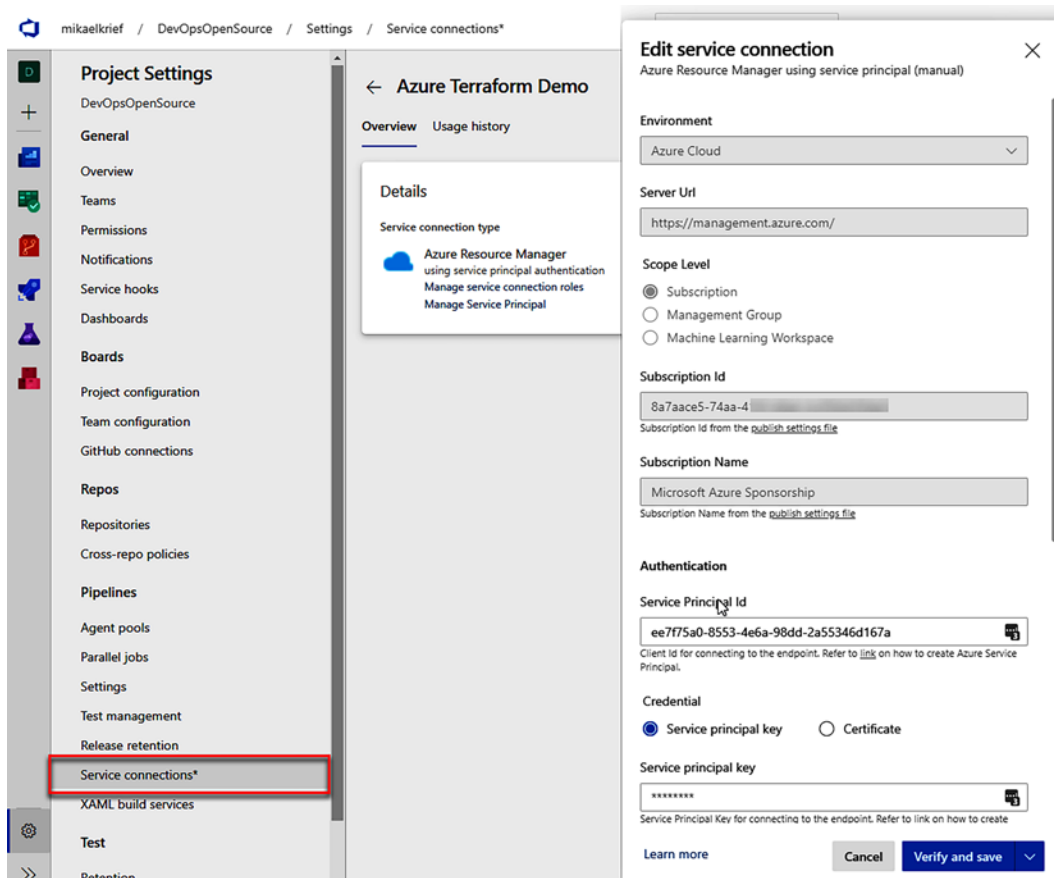 mikaelkrief / DevOpsOpenSource / Settings / Service connections*
D
Project Settings
DevOpsOpenSource
General
Overview
Teams
Permissions
Notifications
Service hooks
Dashboards
Boards
Project configuration
Team configuration
GitHub connections
Repos
Repositories
Cross-repo policies
Pipelines
Agent pools
Parallel jobs
Settings
Test management
Release retention
Service connections*
XAML build services
Test
Retention
Azure Terraform Demo
Overview Usage history
Details
Service connection type
Azure Resource Manager
using service principal authentication
Manage service connection roles
Manage Service Principal
Edit service connection
Azure Resource Manager using service principal (manual)
Environment
Azure Cloud
Server Url
https://management.azure.com/
Scope Level
Subscription
Management Group
Machine Learning Workspace
Subscription Id
8a7aace5-74aa-4
Subscription Id from the publish settings file
Subscription Name
Microsoft Azure Sponsorship
Subscription Name from the publish settings file
Authentication
Service Principal Id
ee7f75a0-8553-4e6a-98dd-2a55346d167a
Client Id for connecting to the endpoint. Refer to link on how to create Azure Service
Principal.
Credential
Service principal key Certificate
Service principal key
********
Service Principal Key for connecting to the endpoint. Refer to link on how to create
Learn more Cancel Verify and save